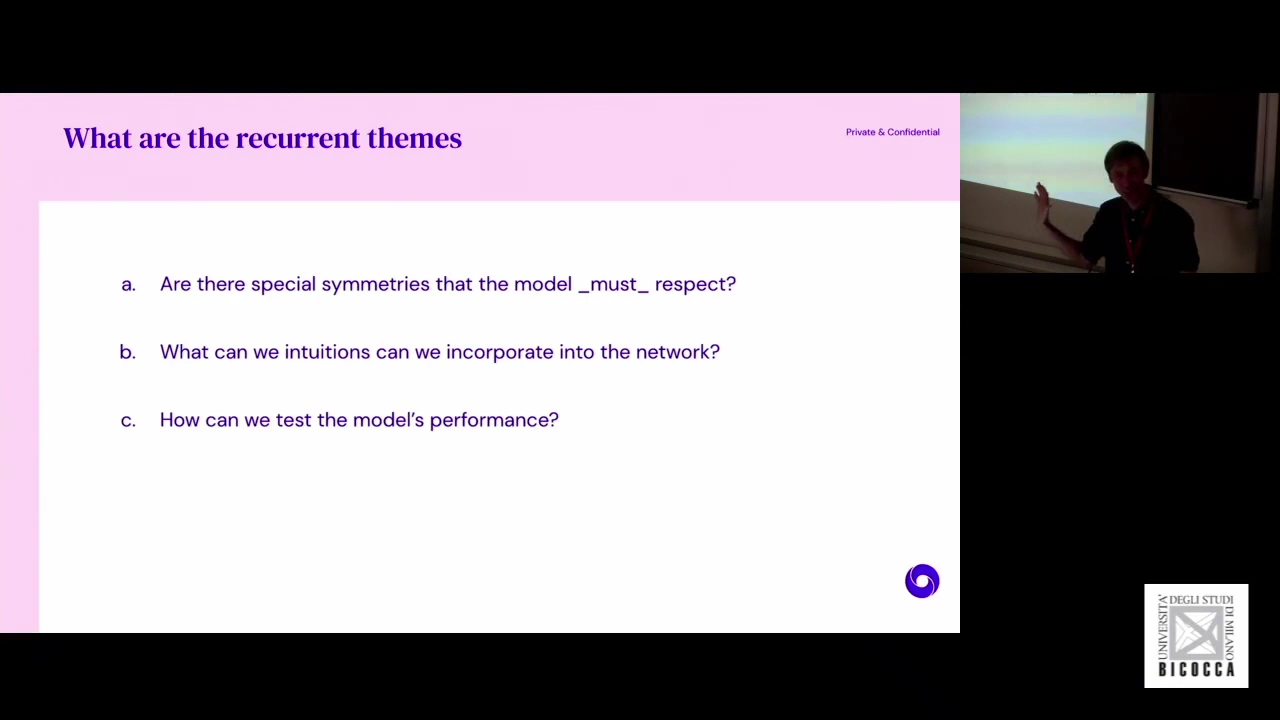 What are the recurrent themes
Private & Confidential
a. Are there special symmetries that the model _must_ respect?
b. What can we intuitions can we incorporate into the network?
c. How can we test the model's performance?
UNIVERSITA'
DEGLI STUDI
DI MILANO
BICOCCA